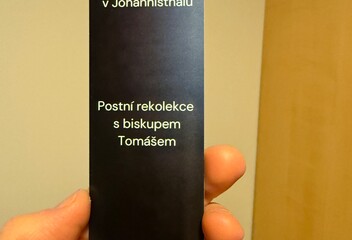 v Johannisthalu
Postní rekolekce
s biskupem
Tomášem